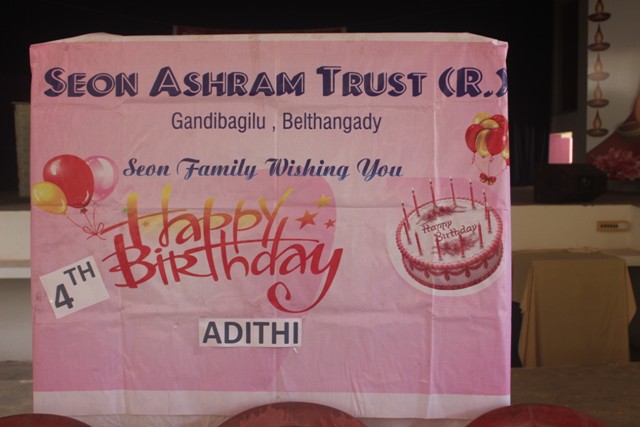 SEON ASHRAM TRUST (R.)
Gandibagilu , Belthangady
Seon Family Wishing You
Happy
Birthday
Happy
Birthday
4TH
ADITHI